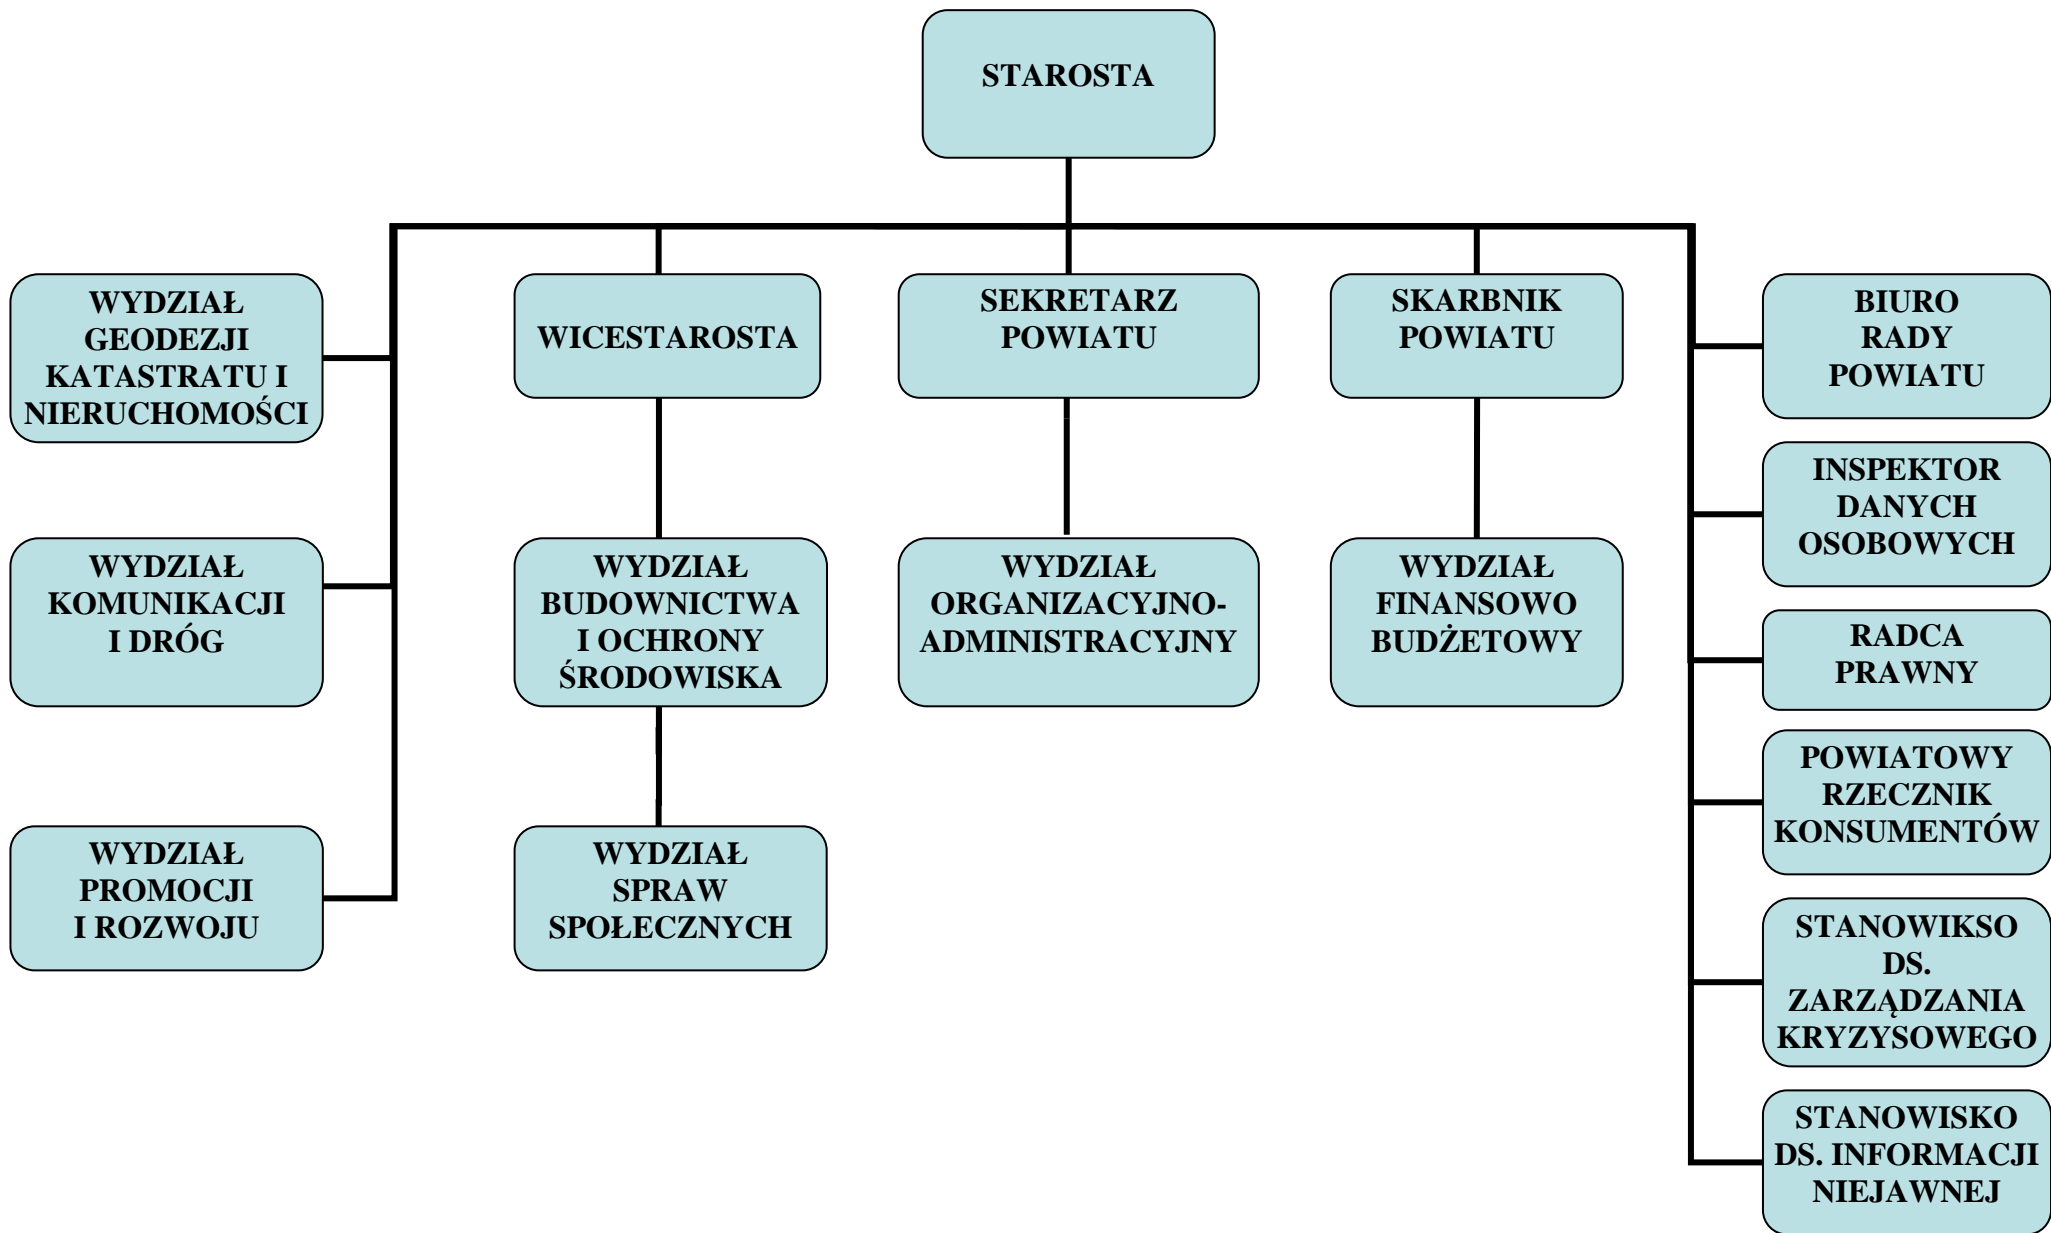 STAROSTA
WYDZIAŁ
GEODEZJI
KATASTRATU I
NIERUCHOMOŚCI
WICESTAROSTA
SEKRETARZ
POWIATU
SKARBNIK
POWIATU
BIURO
RADY
POWIATU
INSPEKTOR
DANYCH
OSOBOWYCH
WYDZIAŁ
KOMUNIKACJI
I DRÓG
WYDZIAŁ
BUDOWNICTWA
I OCHRONY
ŚRODOWISKA
WYDZIAŁ
ORGANIZACYJNO-
ADMINISTRACYJNY
WYDZIAŁ
FINANSOWO
BUDŻETOWY
RADCA
PRAWNY
POWIATOWY
RZECZNIK
KONSUMENTÓW
WYDZIAŁ
PROMOCJI
I ROZWOJU
WYDZIAŁ
SPRAW
SPOŁECZNYCH
STANOWIKSO
DS.
ZARZĄDZANIA
KRYZYSOWEGO
STANOWISKO
DS. INFORMACJI
NIEJAWNEJ